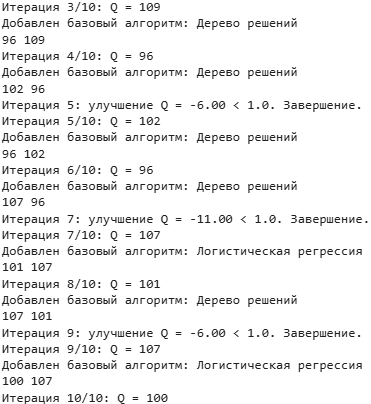 Итерация 3/10: Q = 109
Добавлен базовый алгоритм: Дерево решений
96 109
Итерация 4/10: Q = 96
Добавлен базовый алгоритм: Дерево решений
102 96
Итерация 5: улучшение Q = -6.00 < 1.0. Завершение.
Итерация 5/10: Q = 102
Добавлен базовый алгоритм: Дерево решений
96 102
Итерация 6/10: Q = 96
Добавлен базовый алгоритм: Дерево решений
107 96
Итерация 7: улучшение Q = -11.00 < 1.0. Завершение.
Итерация 7/10: Q = 107
Добавлен базовый алгоритм: Логистическая регрессия
101 107
Итерация 8/10: Q = 101
Добавлен базовый алгоритм: Дерево решений
107 101
Итерация 9: улучшение Q = -6.00 < 1.0. Завершение.
Итерация 9/10: Q = 107
Добавлен базовый алгоритм: Логистическая регрессия
100 107
Итерация 10/10: Q = 100